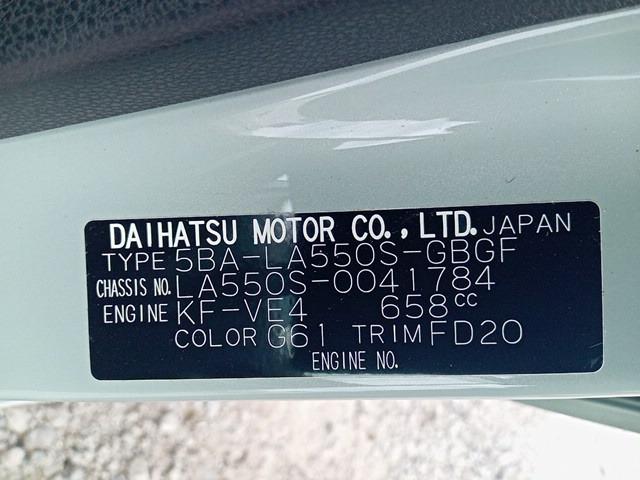 DAIHATSU MOTOR CO., LTD. JAPAN
TYPE 5BA-LA550S-GBGF
CHASSIS NO. LA550S-0041784
ENGINE KF-VE4 658cc
COLOR G61 TRIM FD20
ENGINE NO.